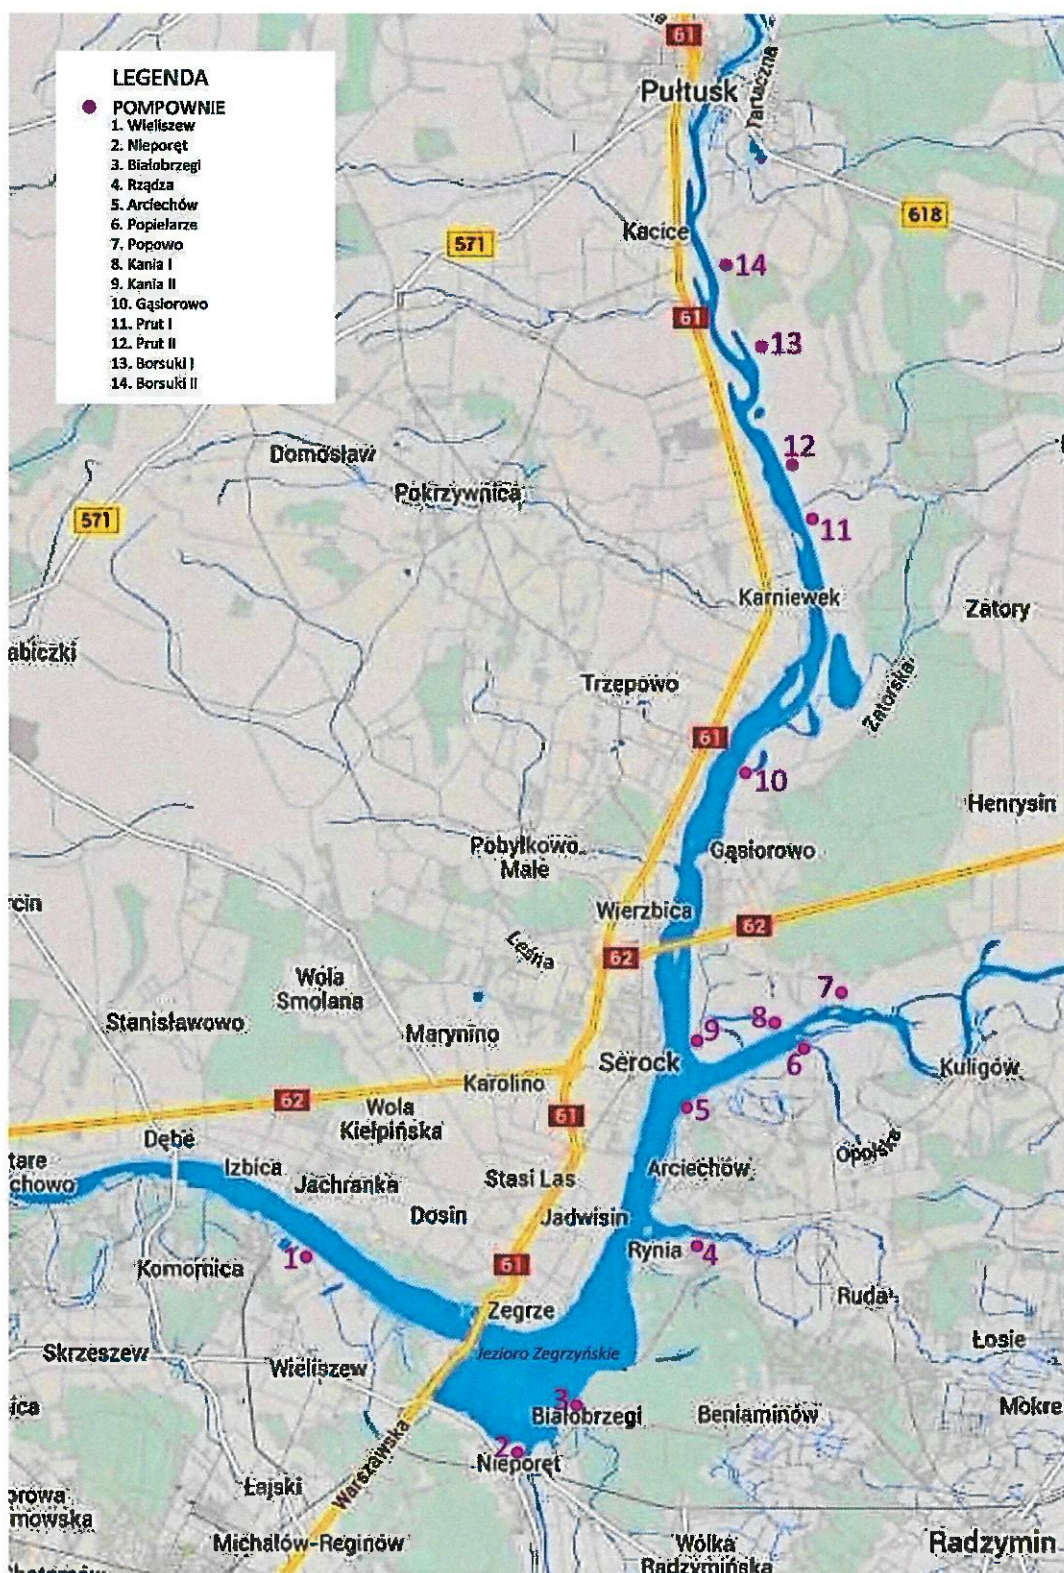 61
Pułtusk
LEGENDA
POMPOWNIE
1. Wieliszew
2. Nieporęt
3. Białobrzegi
4. Rządza
5. Arciechów
6. Popielarze
7. Popowo
8. Kania I
9. Kania II
10. Gąsiorowo
11. Prut I
12. Prut II
13. Borsuki I
14. Borsuki II
618
Kacice
571
14
61
13
12
Domosław
Pokrzywnica
571
11
Karniewek
Zatory
abiczki
Trzepowo
Zatorska
61
10
Henrysin
Pobyłkowo
Małe
Gąsiorowo
rcin
Wierzbica
62
62
Leśna
Wola
Smolana
7
Stanisławowo
Marynino
9
8
Serock
6
Kuligów
Karolino
62
61
5
Wola
Kiełpińska
Dębe
Opolska
tare
chowo
Izbica
Jachranka
Stasi Las
Arciechów
Dosin
Jadwisin
Rynia
4
1
Komornica
61
Ruda
Zegrze
Łosie
Skrzeszew
Jezioro Zegrzyńskie
Wieliszew
ica
3
Białobrzegi
Beniaminów
Mokre
Warszawska
2
Nieporęt
Łajski
orowa
mowska
Michałów-Reginów
Wólka
Radzymińska
Radzymin